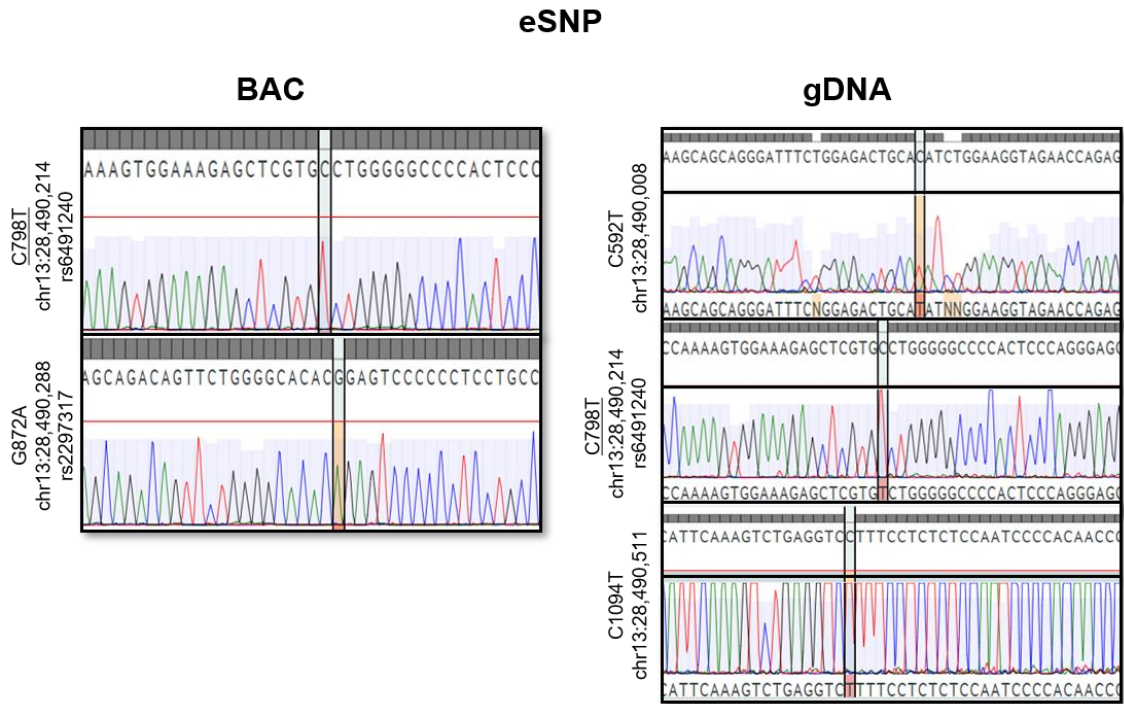 eSNP
BAC
gDNA
C798T
chr13:28,490,214
rs6491240
AAAGTGGAAAGAGCTCGTGCCTGGGGGCCCCACTCCC
G872A
chr13:28,490,288
rs2297317
AGCAGACAGTTCTGGGGCACACGGAGTCCCCCCTCCTGCC
C592T
chr13:28,490,008
AAGCAGCAGGGATTTCTGGAGACTGCACATCTGGAAGGTAGAACCAGAG
AAGCAGCAGGGATTTCNGGAGACTGCATATNNGGAAGGTAGAACCAGAG
C798T
chr13:28,490,214
rs6491240
CCAAAAGTGGAAAGAGCTCGTGCCTGGGGGCCCCACTCCCAGGGAGC
CCAAAAGTGGAAAGAGCTCGTGTCTGGGGGCCCCACTCCCAGGGAGC
C1094T
chr13:28,490,511
CATTCAAAGTCTGAGGTCCTTTCCTCTCTCCAATCCCCACAACCC
CATTCAAAGTCTGAGGTCTTTTCCTCTCTCCAATCCCCACAACCC